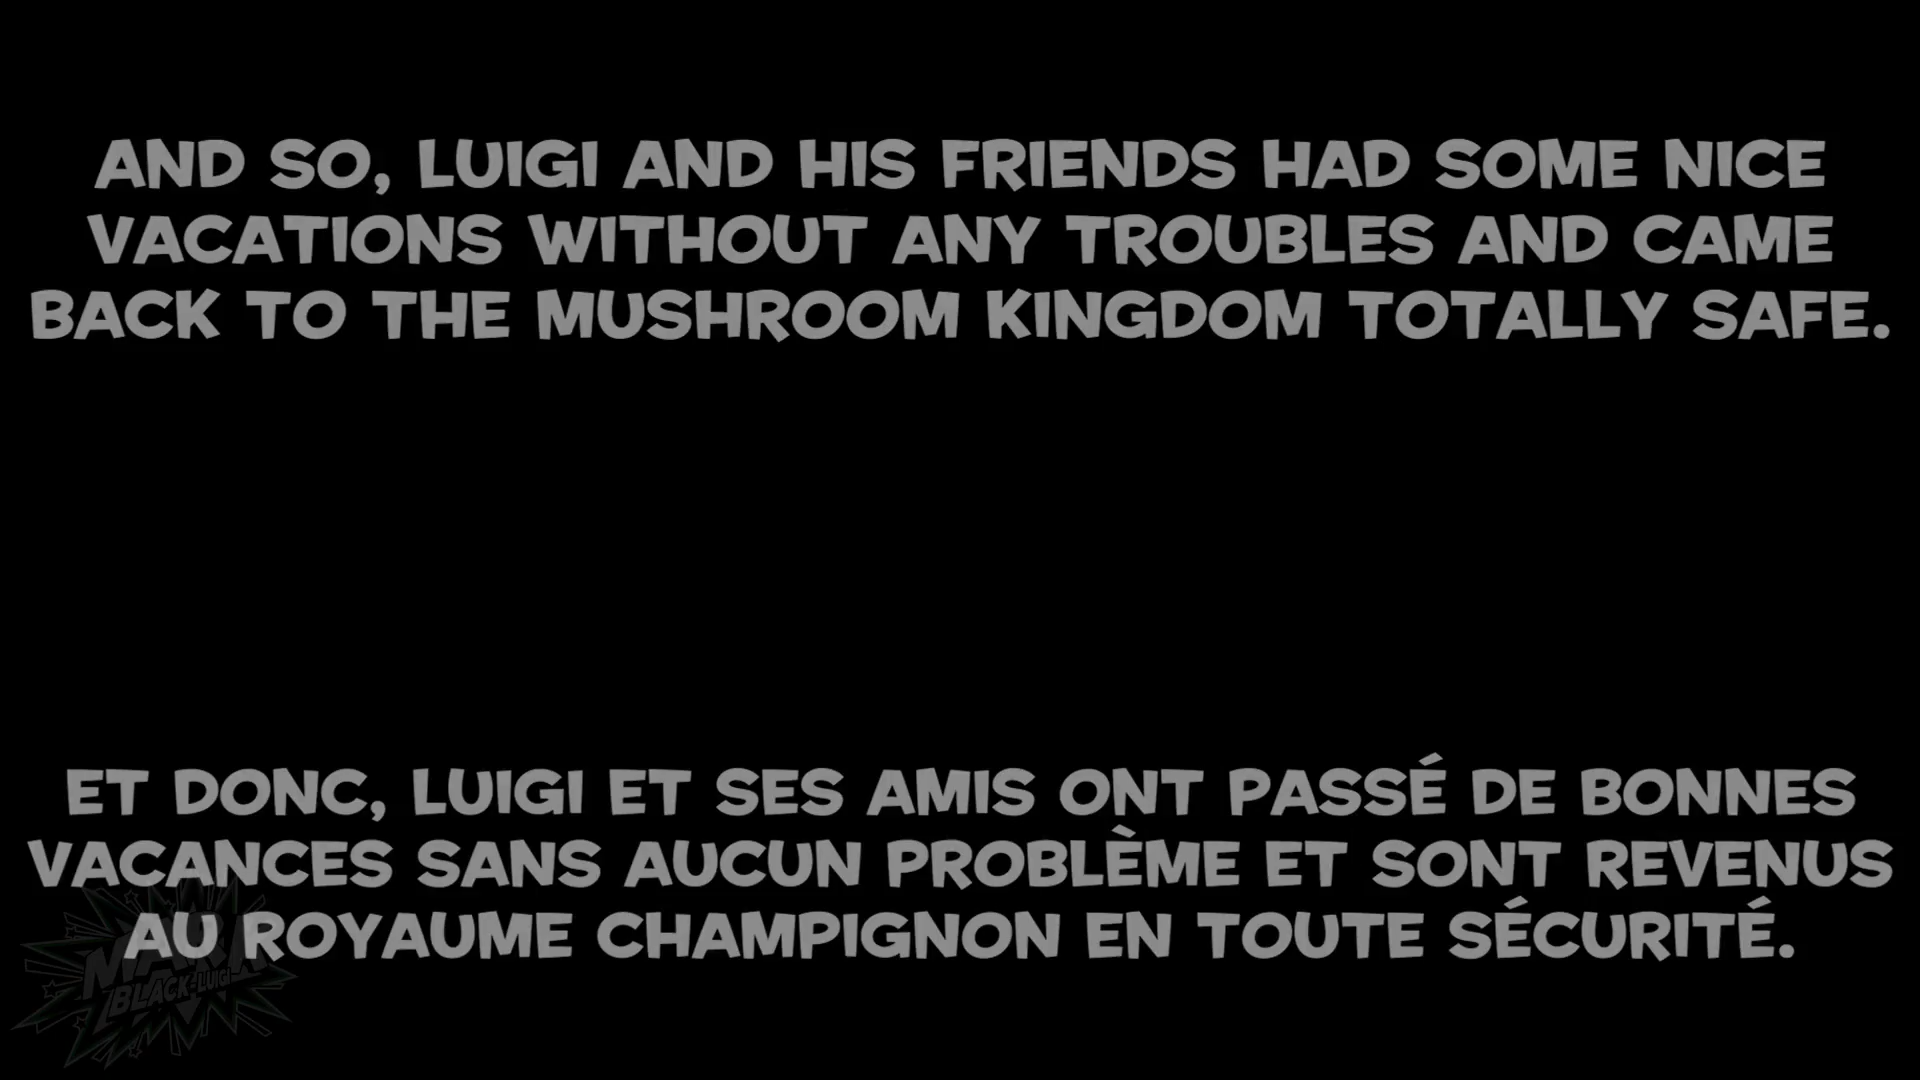 AND SO, LUIGI AND HIS FRIENDS HAD SOME NICE
VACATIONS WITHOUT ANY TROUBLES AND CAME
BACK TO THE MUSHROOM KINGDOM TOTALLY SAFE.
ET DONC, LUIGI ET SES AMIS ONT PASSÉ DE BONNES
VACANCES SANS AUCUN PROBLÈME ET SONT REVENUS
AU ROYAUME CHAMPIGNON EN TOUTE SÉCURITÉ.
BLACK-LUIGI